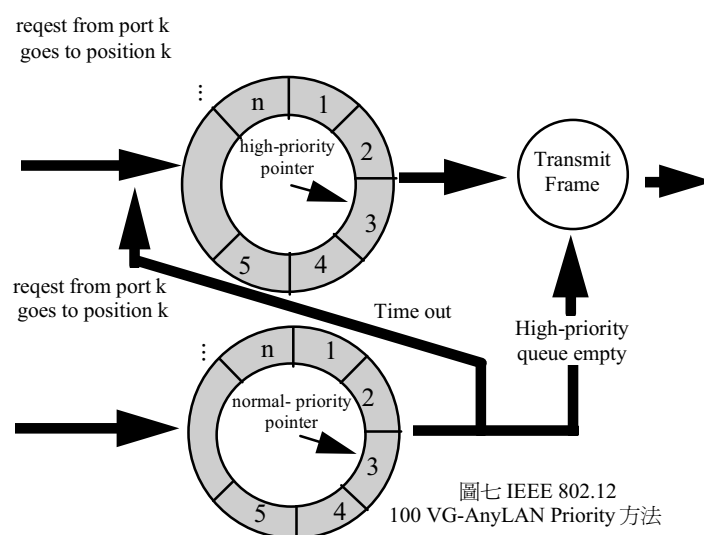 reqest from port k
goes to position k
...
n
1
2
3
4
5
high-priority
pointer
Transmit
Frame
reqest from port k
goes to position k
Time out
High-priority
queue empty
...
n
1
2
3
4
5
normal- priority
pointer
圖七 IEEE 802.12
100 VG-AnyLAN Priority 方法